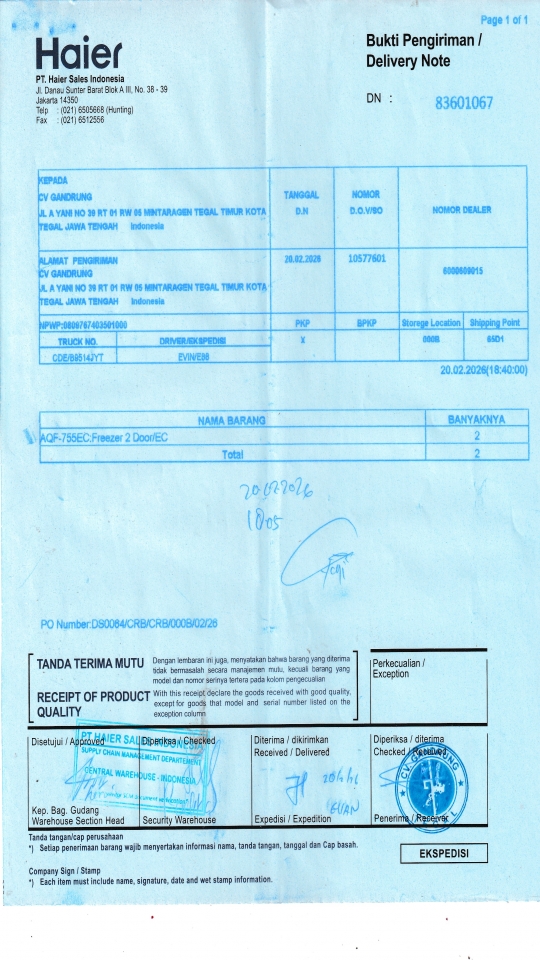 Page 1 of 1
Haier
Bukti Pengiriman /
Delivery Note
PT. Haier Sales Indonesia
Jl. Danau Sunter Barat Blok A III, No. 38 - 39
Jakarta 14350
Telp : (021) 6505668 (Hunting)
Fax : (021) 6512556
DN : 83601067
KEPADA
CV GANDRUNG
JL A YANI NO 39 RT 01 RW 05 MINTARAGEN TEGAL TIMUR KOTA
TEGAL JAWA TENGAH Indonesia
TANGGAL
D.N
NOMOR
D.O.V/SO
NOMOR DEALER
ALAMAT PENGIRIMAN
CV GANDRUNG
JL A YANI NO 39 RT 01 RW 05 MINTARAGEN TEGAL TIMUR KOTA
TEGAL JAWA TENGAH Indonesia
20.02.2026
10577601
NPWP:
PKP BPKP Storage Location Shipping Point
TRUCK NO. DRIVER/EKSPEDISI X 000B 65D1
CDE/B9514JYT EVIN/E86
20.02.2026(18:40:00)
NAMA BARANG BANYAKNYA
AQF-755EC;Freezer 2 Door/EC 2
Total 2
20-02-2026
PO Number:DS0064/CRB/CRB/000B/02/26
TANDA TERIMA MUTU
Dengan lembaran ini juga, menyatakan bahwa barang yang diterima
tidak bermasalah secara manajemen mutu, kecuali barang yang
model dan nomor serinya tertera pada kolom pengecualian
RECEIPT OF PRODUCT
QUALITY
With this receipt declare the goods received with good quality,
except for goods that model and serial number listed on the
exception column
Perkecualian /
Exception
Disetujui / Approved
Diperiksa / Checked
Diterima / dikirimkan
Received / Delivered
Diperiksa / diterima
Checked / Received
PT HAIER SALES INDONESIA
SUPPLY CHAIN MANAGEMENT DEPARTEMENT
CENTRAL WAREHOUSE - INDONESIA
CV. GANDRUNG
Kep. Bag. Gudang
Warehouse Section Head
Security Warehouse
Expedisi / Expedition
Penerima / Receiver
Tanda tangan/cap perusahaan
*) Setiap penerimaan barang wajib menyertakan informasi nama, tanda tangan, tanggal dan Cap basah.
EKSPEDISI
Company Sign / Stamp
*) Each item must include name, signature, date and wet stamp information.